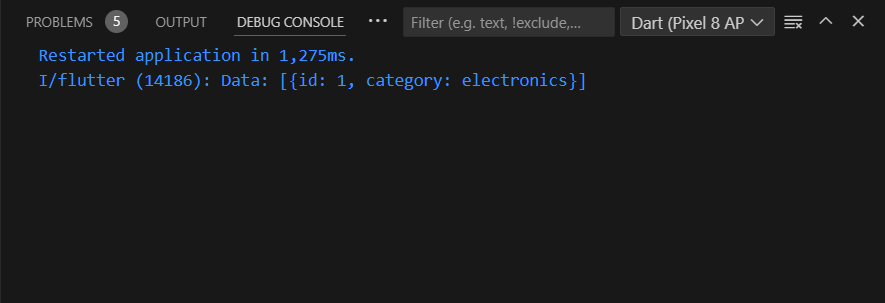 PROBLEMS 5 OUTPUT DEBUG CONSOLE ··· Filter (e.g. text, !exclude,... Dart (Pixel 8 AP
Restarted application in 1,275ms.
I/flutter (14186): Data: [{id: 1, category: electronics}]